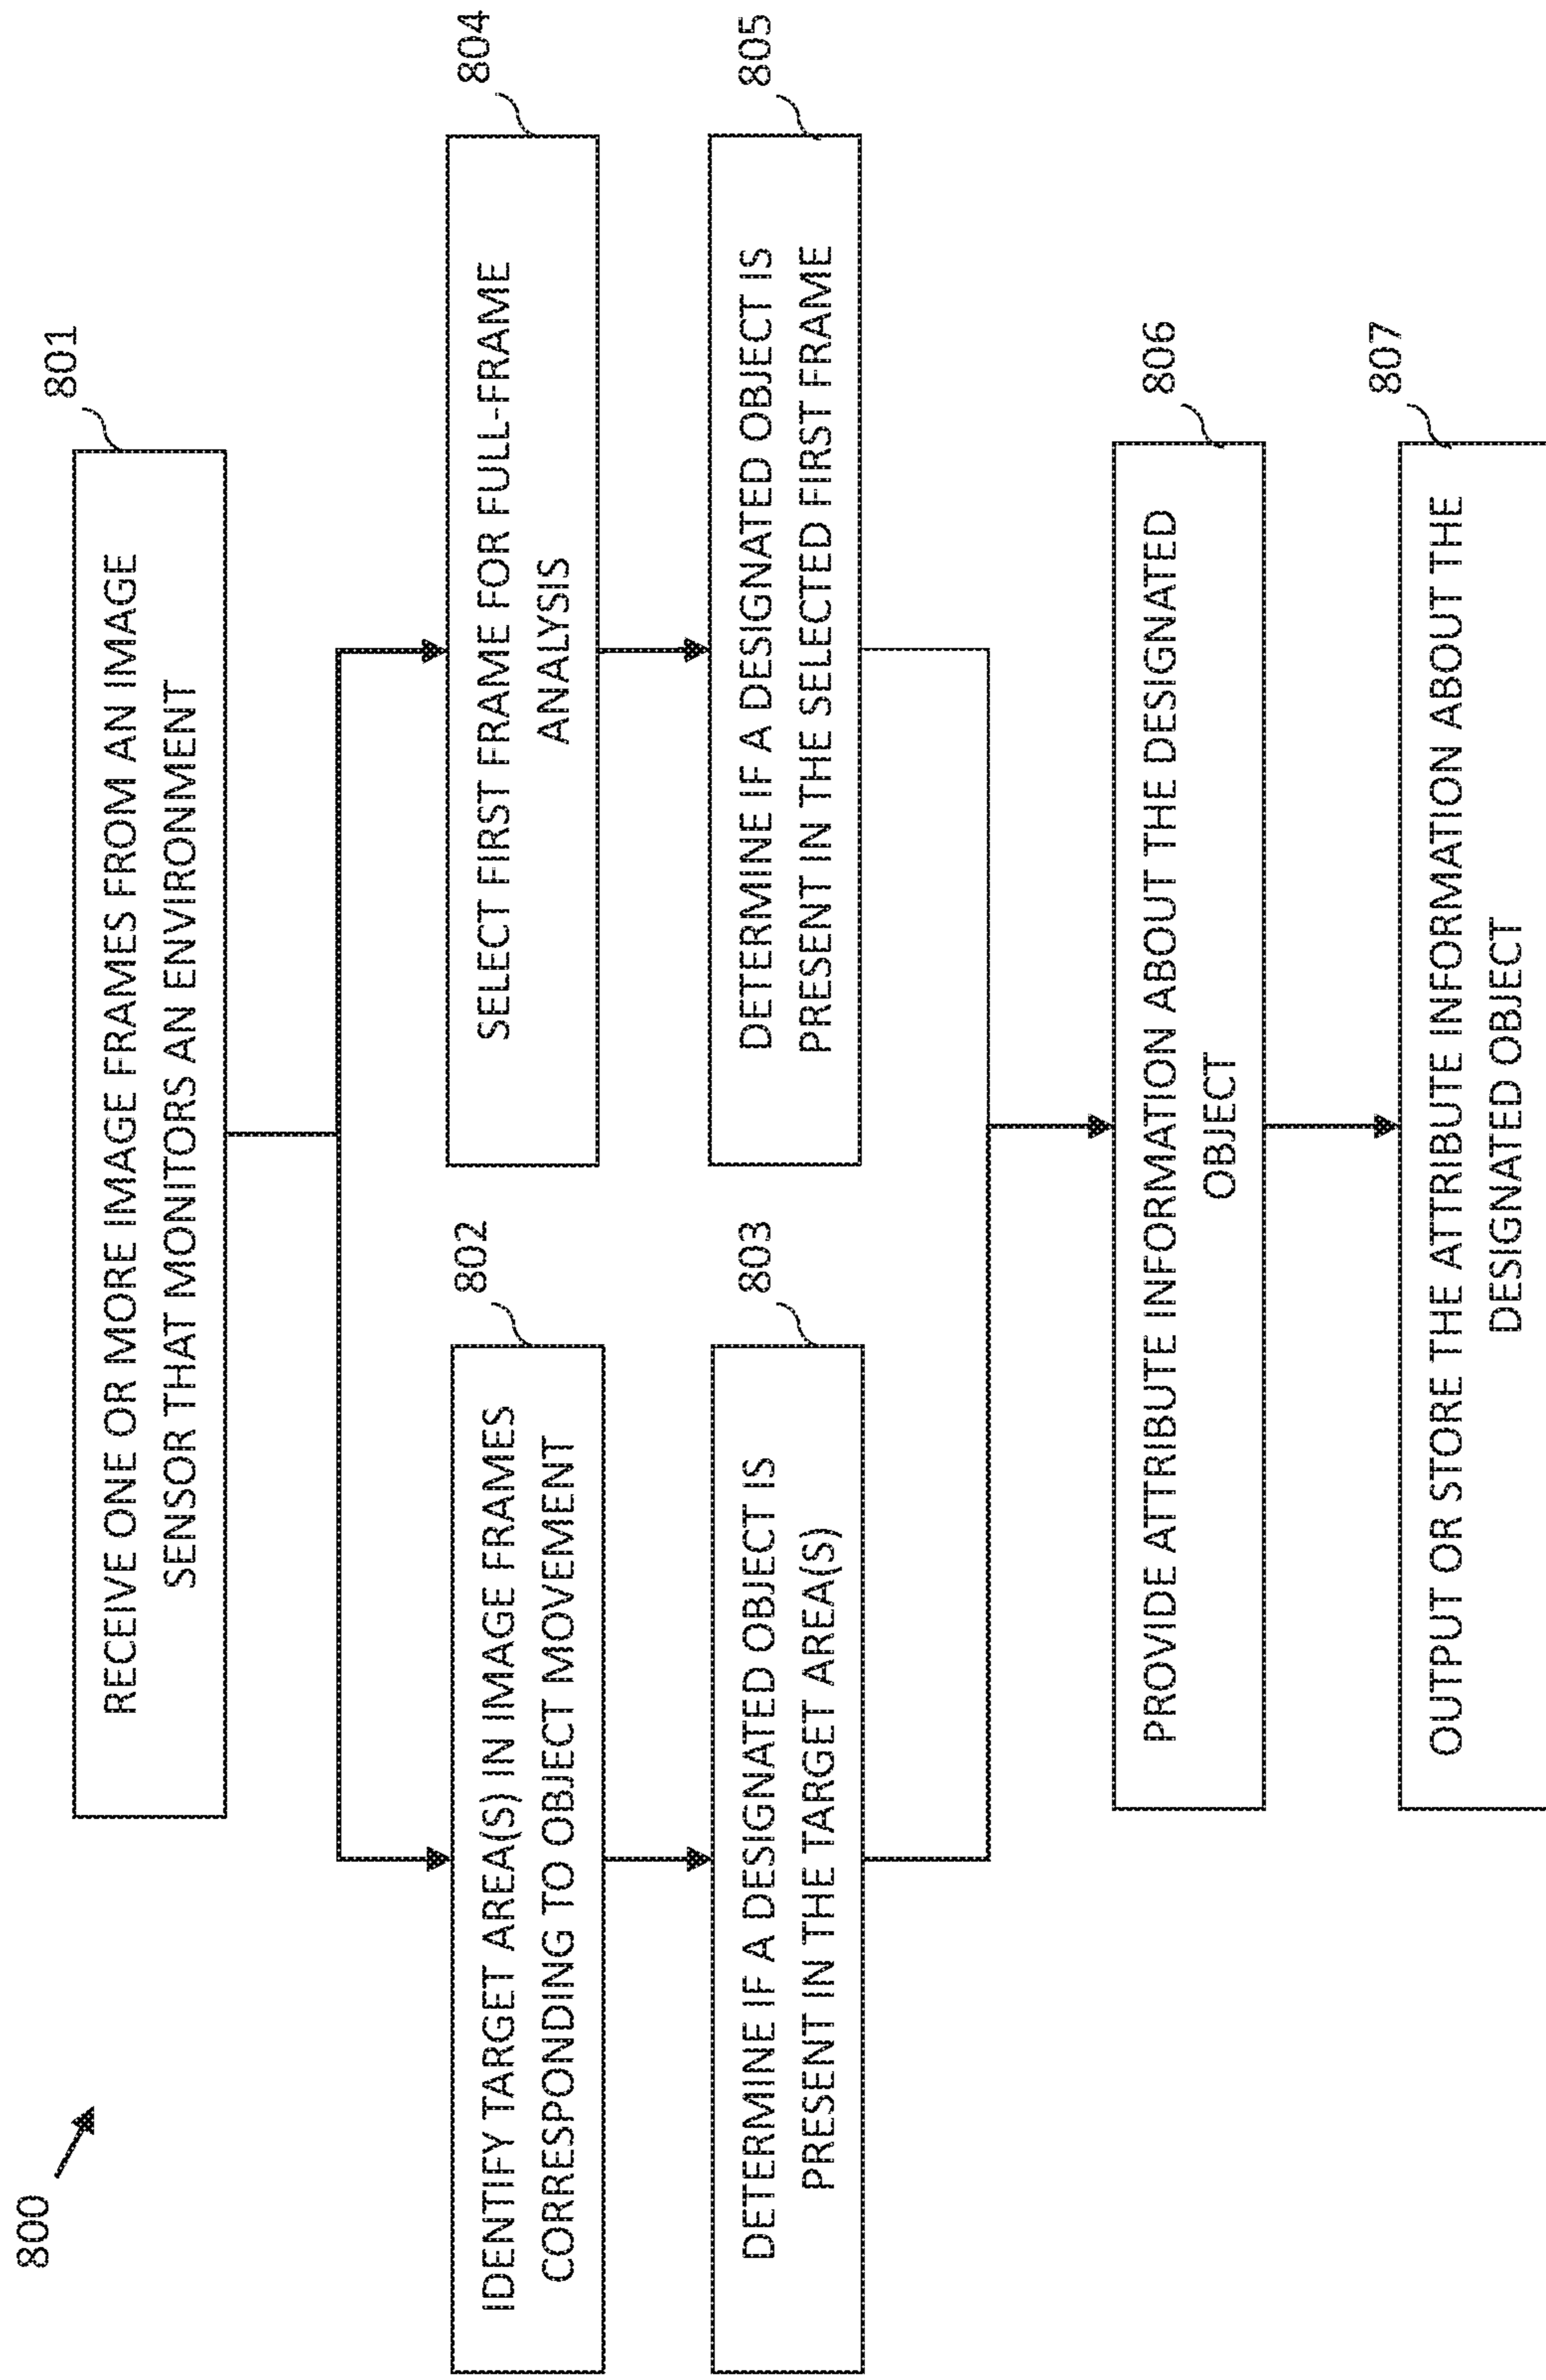 800
801
RECEIVE ONE OR MORE IMAGE FRAMES FROM AN IMAGE
SENSOR THAT MONITORS AN ENVIRONMENT
802
IDENTIFY TARGET AREA(S) IN IMAGE FRAMES
CORRESPONDING TO OBJECT MOVEMENT
803
DETERMINE IF A DESIGNATED OBJECT IS
PRESENT IN THE TARGET AREA(S)
804
SELECT FIRST FRAME FOR FULL-FRAME
ANALYSIS
805
DETERMINE IF A DESIGNATED OBJECT IS
PRESENT IN THE SELECTED FIRST FRAME
806
PROVIDE ATTRIBUTE INFORMATION ABOUT THE DESIGNATED
OBJECT
807
OUTPUT OR STORE THE ATTRIBUTE INFORMATION ABOUT THE
DESIGNATED OBJECT